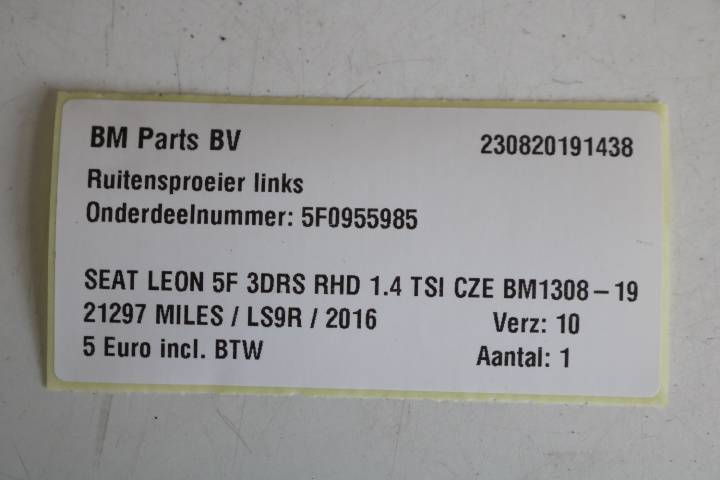 BM Parts BV 230820191438
Ruitensproeier links
Onderdeelnummer: 5F0955985
SEAT LEON 5F 3DRS RHD 1.4 TSI CZE BM1308-19
21297 MILES / LS9R / 2016 Verz: 10
5 Euro incl. BTW Aantal: 1